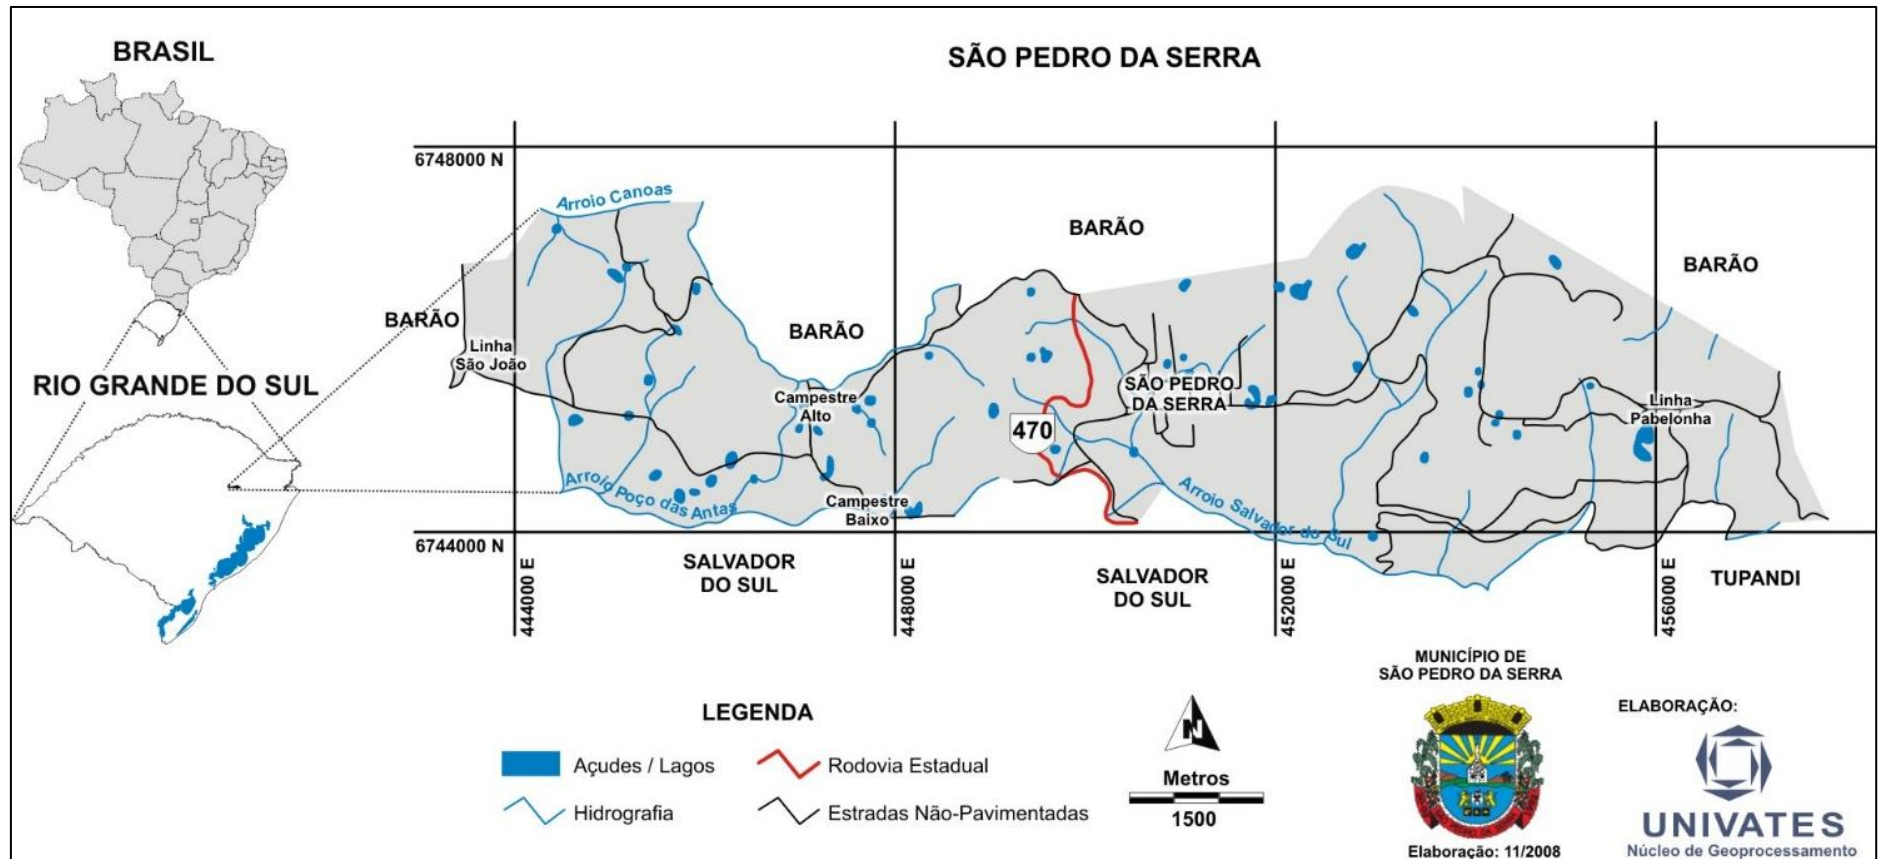 BRASIL
SÃO PEDRO DA SERRA
6748000 N
Arroio Canoas
BARÃO
BARÃO
BARÃO
BARÃO
Linha
São João
RIO GRANDE DO SUL
Campestre
Alto
SÃO PEDRO
DA SERRA
Linha
Pabelonha
470
Arroio Poço das Antas
Campestre
Baixo
Arroio Salvador do Sul
6744000 N
SALVADOR
DO SUL
SALVADOR
DO SUL
TUPANDI
444000 E
448000 E
452000 E
456000 E
LEGENDA
Açudes / Lagos
Rodovia Estadual
Hidrografia
Estradas Não-Pavimentadas
N
Metros
1500
MUNICÍPIO DE
SÃO PEDRO DA SERRA
Elaboração: 11/2008
ELABORAÇÃO:
UNIVATES
Núcleo de Geoprocessamento